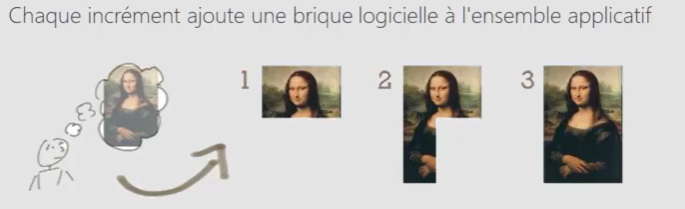 Chaque incrément ajoute une brique logicielle à l'ensemble applicatif
1 2 3